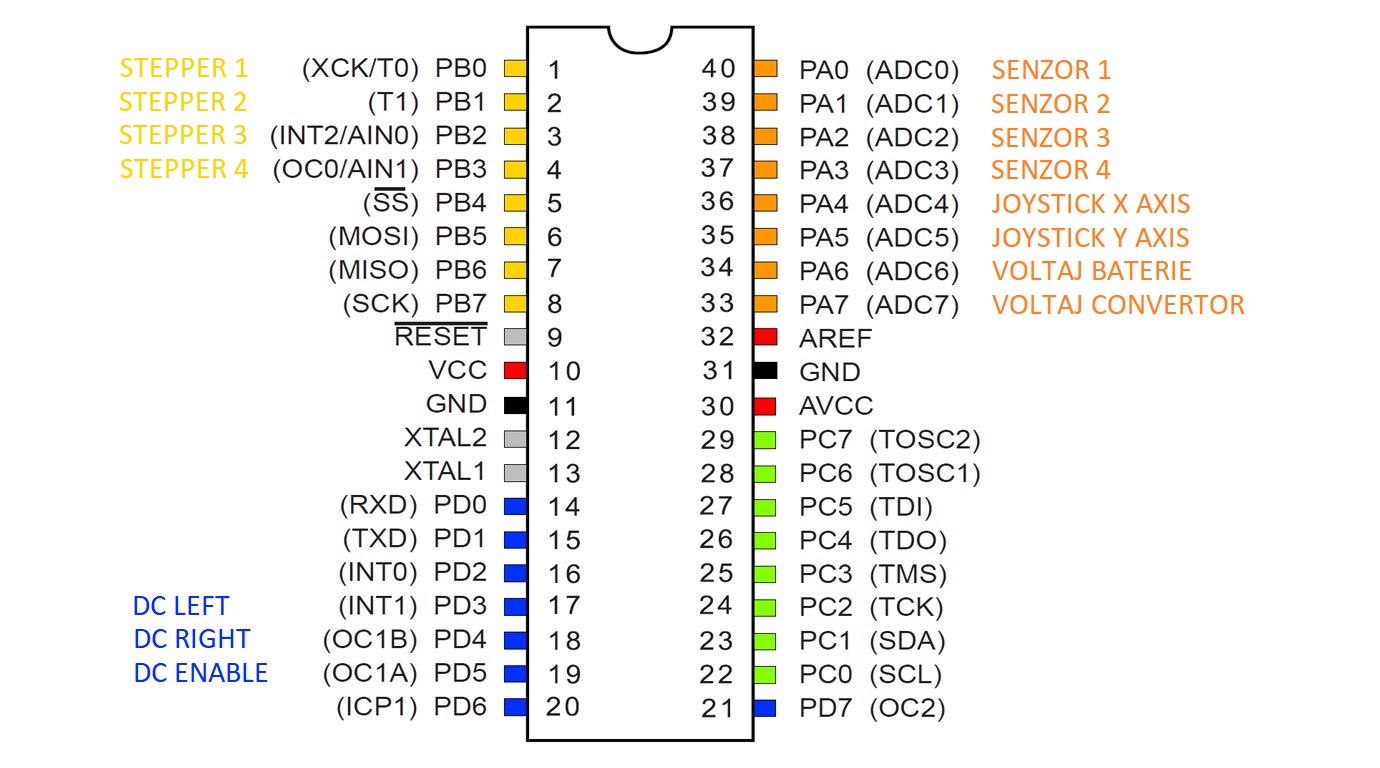 STEPPER 1 (XCK/T0) PB0 1 40 PA0 (ADC0) SENZOR 1
STEPPER 2 (T1) PB1 2 39 PA1 (ADC1) SENZOR 2
STEPPER 3 (INT2/AIN0) PB2 3 38 PA2 (ADC2) SENZOR 3
STEPPER 4 (OC0/AIN1) PB3 4 37 PA3 (ADC3) SENZOR 4
(SS) PB4 5 36 PA4 (ADC4) JOYSTICK X AXIS
(MOSI) PB5 6 35 PA5 (ADC5) JOYSTICK Y AXIS
(MISO) PB6 7 34 PA6 (ADC6) VOLTAJ BATERIE
(SCK) PB7 8 33 PA7 (ADC7) VOLTAJ CONVERTOR
RESET 9 32 AREF
VCC 10 31 GND
GND 11 30 AVCC
XTAL2 12 29 PC7 (TOSC2)
XTAL1 13 28 PC6 (TOSC1)
(RXD) PD0 14 27 PC5 (TDI)
(TXD) PD1 15 26 PC4 (TDO)
(INT0) PD2 16 25 PC3 (TMS)
DC LEFT (INT1) PD3 17 24 PC2 (TCK)
DC RIGHT (OC1B) PD4 18 23 PC1 (SDA)
DC ENABLE (OC1A) PD5 19 22 PC0 (SCL)
(ICP1) PD6 20 21 PD7 (OC2)